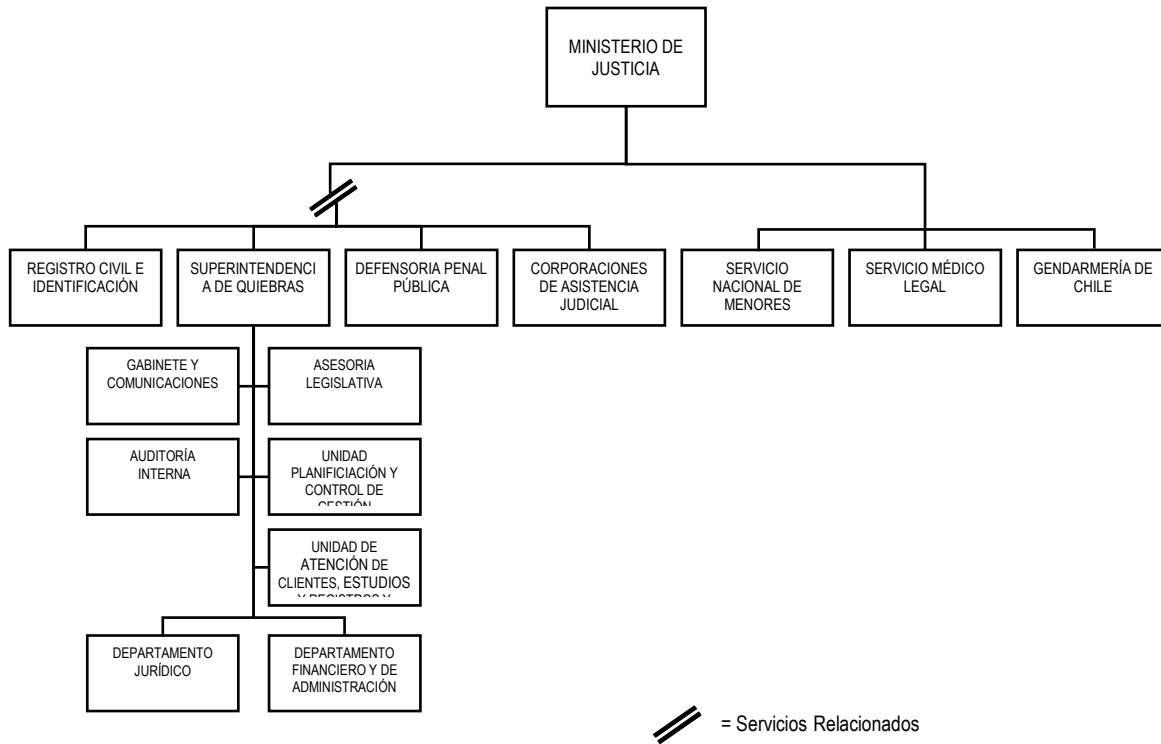 MINISTERIO DE
JUSTICIA
REGISTRO CIVIL E
IDENTIFICACIÓN
SUPERINTENDENCI
A DE QUIEBRAS
DEFENSORIA PENAL
PÚBLICA
CORPORACIONES
DE ASISTENCIA
JUDICIAL
SERVICIO
NACIONAL DE
MENORES
SERVICIO MÉDICO
LEGAL
GENDARMERÍA DE
CHILE
GABINETE Y
COMUNICACIONES
ASESORIA
LEGISLATIVA
AUDITORÍA
INTERNA
UNIDAD
PLANIFICIACIÓN Y
CONTROL DE
GESTIÓN
UNIDAD DE
ATENCIÓN DE
CLIENTES, ESTUDIOS
Y REGISTROS Y
DEPARTAMENTO
JURÍDICO
DEPARTAMENTO
FINANCIERO Y DE
ADMINISTRACIÓN
= Servicios Relacionados